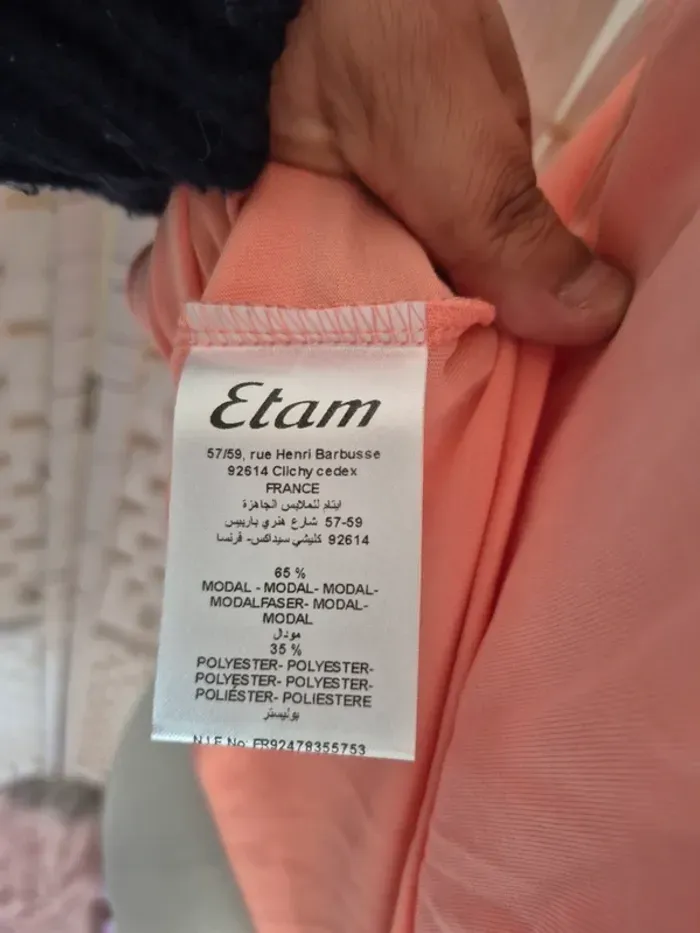 Etam
57/59, rue Henri Barbusse
92614 Clichy cedex
FRANCE
ايتام للملابس الجاهزة
57-59 شارع هنري باربيس
92614 كليشي سيداكس- فرنسا
65 %
MODAL - MODAL- MODAL-
MODALFASER- MODAL-
MODAL
مودال
35 %
POLYESTER- POLYESTER-
POLYESTER- POLYESTER-
POLIÉSTER- POLIESTERE
بوليستر
N.I.F No: FR92478355753